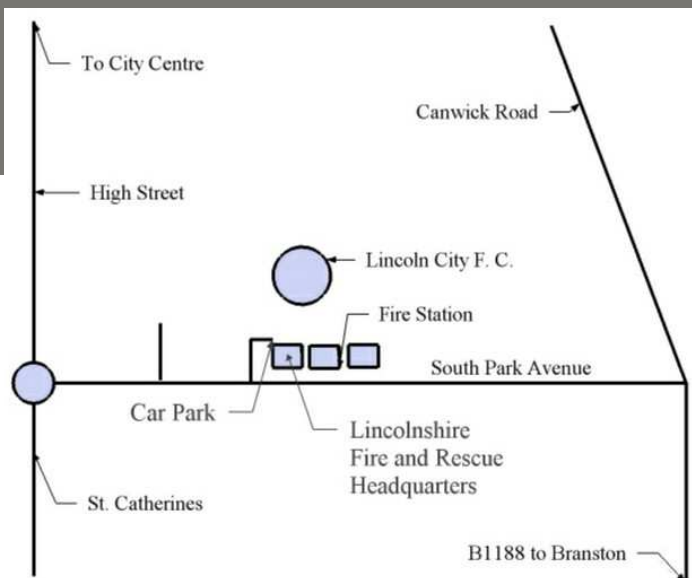 To City Centre
Canwick Road
High Street
Lincoln City F. C.
Fire Station
South Park Avenue
Car Park
Lincolnshire
Fire and Rescue
Headquarters
St. Catherines
B1188 to Branston